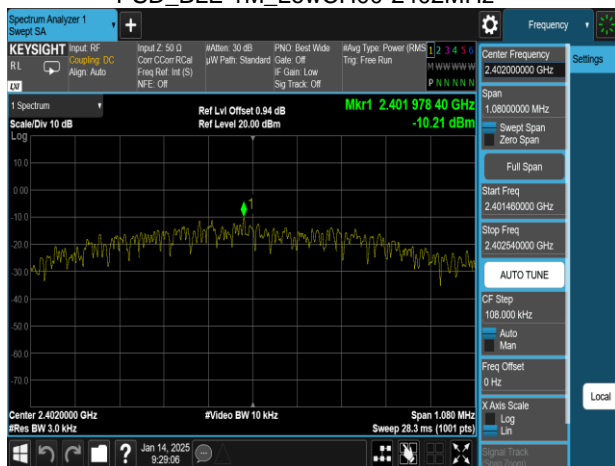 PSD_BLE 1M_LowCH00-2402MHz
Spectrum Analyzer 1
Swept SA
Frequency
KEYSIGHT
RL
LXI
Input: RF
Coupling: DC
Align: Auto
Input Z: 50 Ω
Corr CCorr RCal
Freq Ref: Int (S)
NFE: Off
#Atten: 30 dB
µW Path: Standard
PNO: Best Wide
Gate: Off
IF Gain: Low
Sig Track: Off
#Avg Type: Power (RMS
Trig: Free Run
1 2 3 4 5 6
M W W W W W
P N N N N N
Center Frequency
2.402000000 GHz
Settings
1 Spectrum
Scale/Div 10 dB
Log
Ref Lvl Offset 0.94 dB
Ref Level 20.00 dBm
Mkr1 2.401 978 40 GHz
-10.21 dBm
Span
1.08000000 MHz
Swept Span
Zero Span
Full Span
Start Freq
2.401460000 GHz
Stop Freq
2.402540000 GHz
AUTO TUNE
CF Step
108.000 kHz
Auto
Man
Freq Offset
0 Hz
X Axis Scale
Log
Lin
Signal Track
(Span Zoom)
Local
10.0
0.00
-10.0
-20.0
-30.0
-40.0
-50.0
-60.0
-70.0
1
Center 2.4020000 GHz
#Res BW 3.0 kHz
#Video BW 10 kHz
Span 1.080 MHz
Sweep 28.3 ms (1001 pts)
Jan 14, 2025
9:29:06